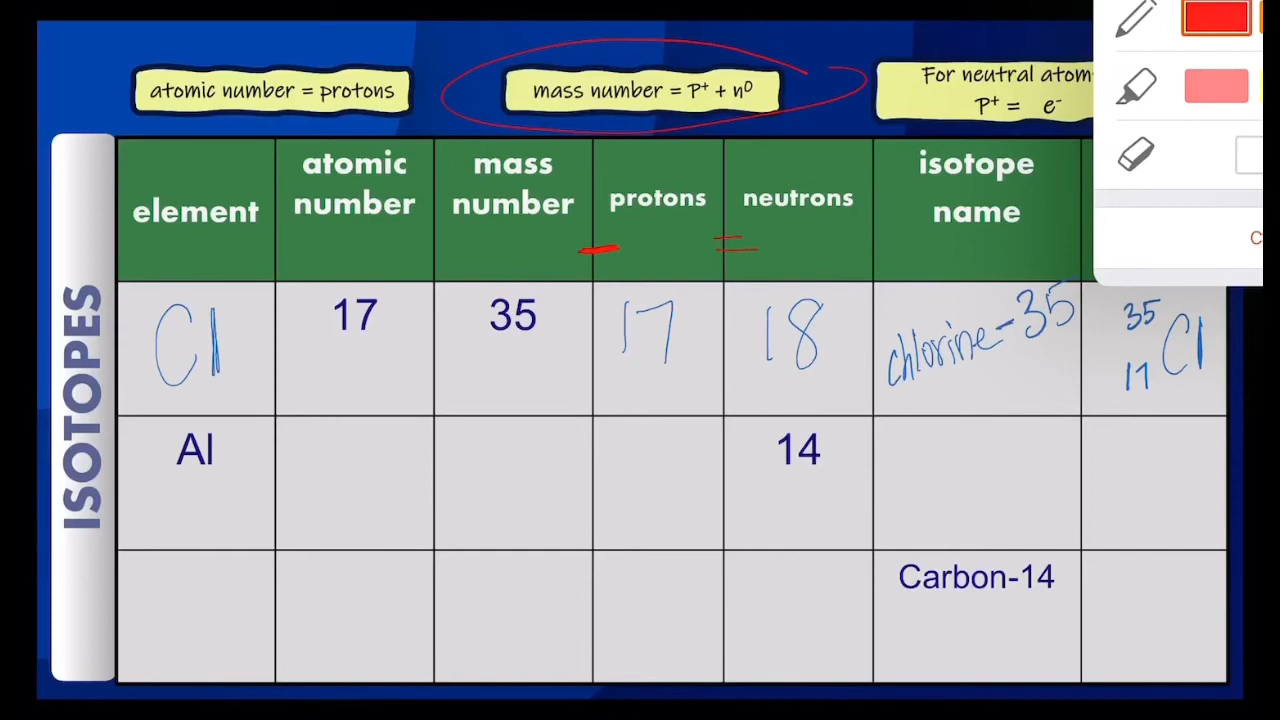 atomic number = protons
mass number = P⁺ + n⁰
For neutral atom
P⁺ = e⁻
ISOTOPES
element
atomic number
mass number
protons
neutrons
isotope name
C
Cl
17
35
17
18
chlorine-35
35
17 Cl
Al
14
Carbon-14